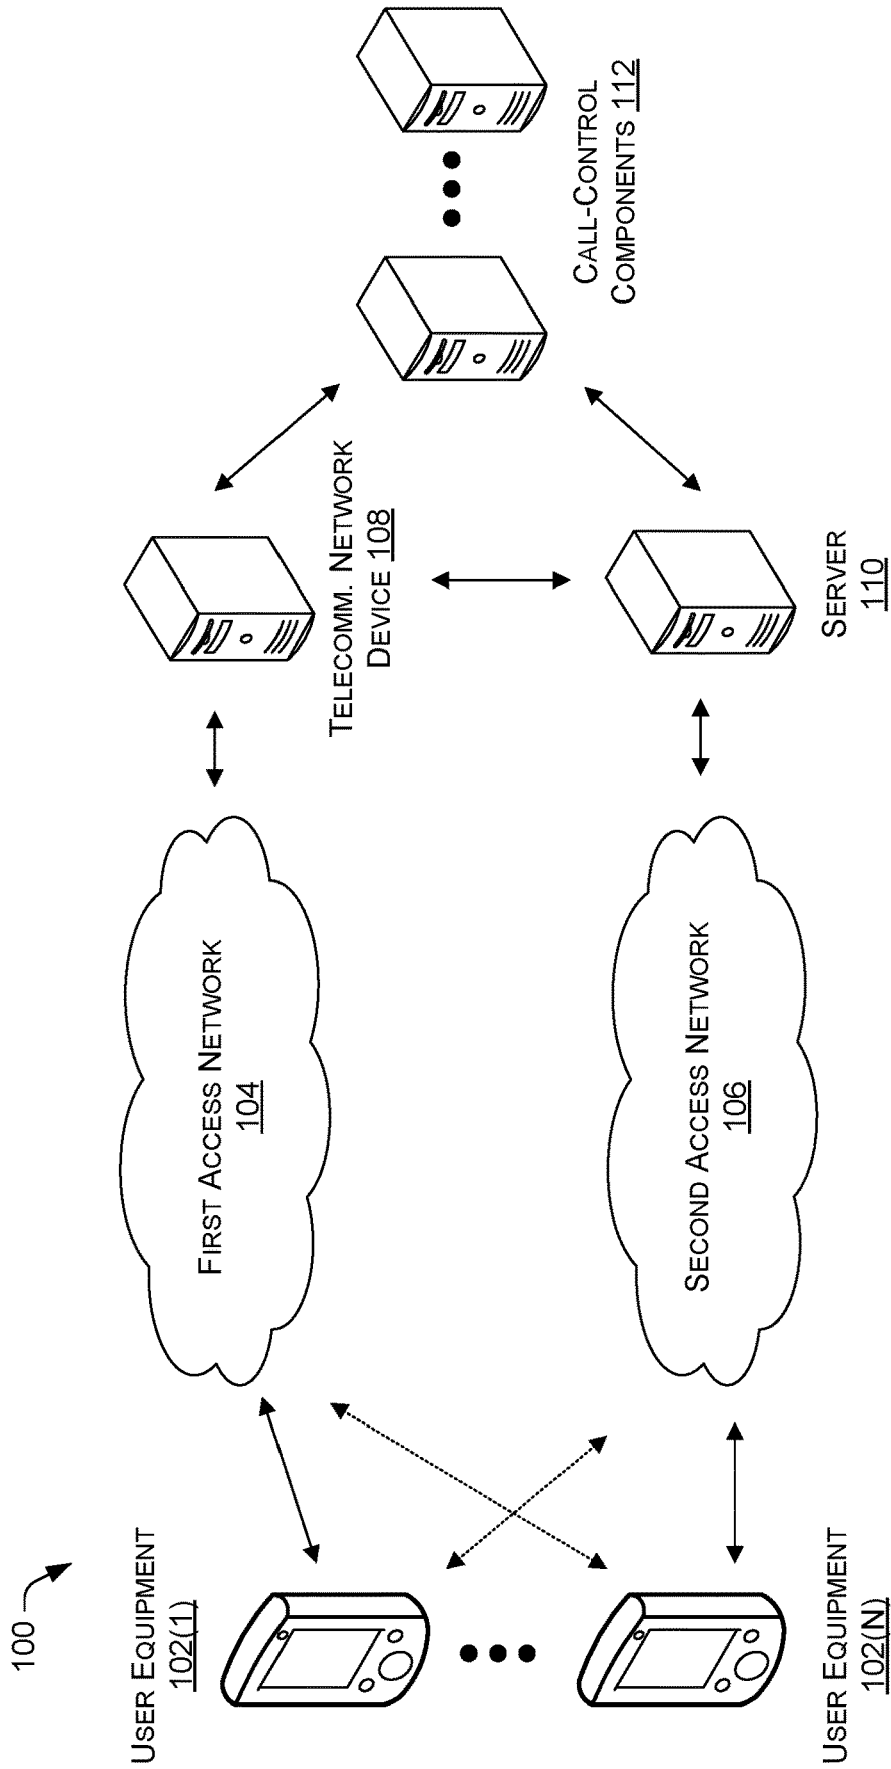 100
USER EQUIPMENT
102(1)
FIRST ACCESS NETWORK
104
TELECOMM. NETWORK
DEVICE 108
CALL-CONTROL
COMPONENTS 112
SECOND ACCESS NETWORK
106
SERVER
110
USER EQUIPMENT
102(N)